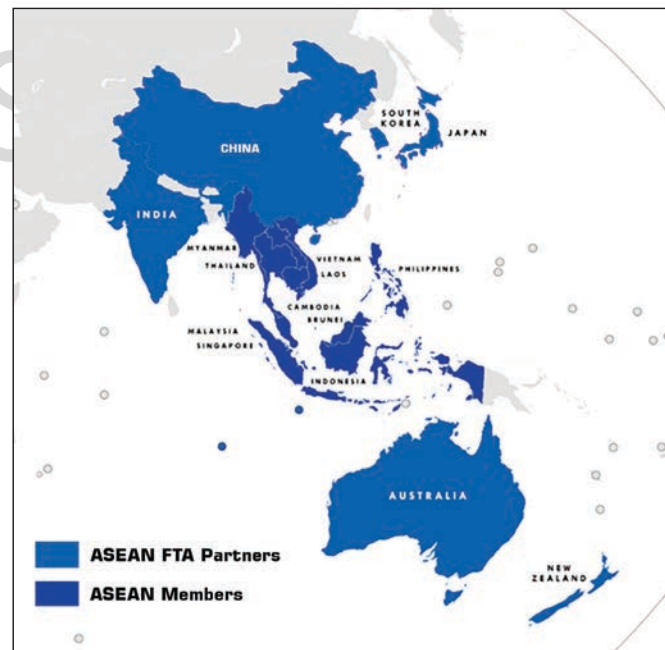 SOUTH
KOREA
JAPAN
CHINA
INDIA
MYANMAR
THAILAND
VIETNAM
LAOS
PHILIPPINES
CAMBODIA
BRUNEI
MALAYSIA
SINGAPORE
INDONESIA
AUSTRALIA
NEW
ZEALAND
ASEAN FTA Partners
ASEAN Members